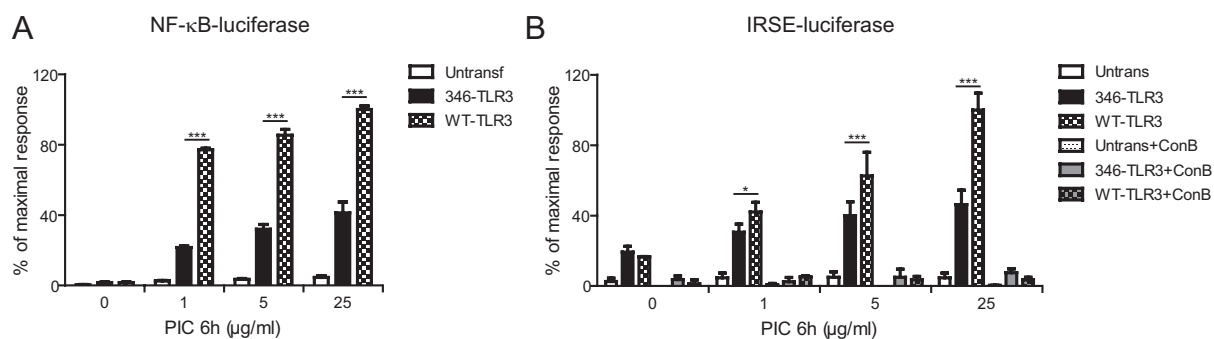 A
NF-κB-luciferase
% of maximal response
120
80
40
0
***
***
***
0
1
5
25
PIC 6h (µg/ml)
Untransf
346-TLR3
WT-TLR3
B
IRSE-luciferase
% of maximal response
120
80
40
0
*
***
***
0
1
5
25
PIC 6h (µg/ml)
Untrans
346-TLR3
WT-TLR3
Untrans+ConB
346-TLR3+ConB
WT-TLR3+ConB